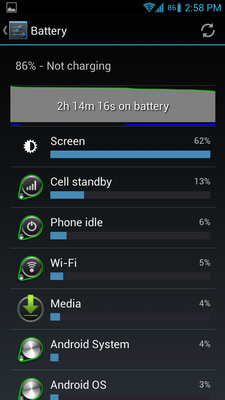 86 2:58 PM
Battery
86% - Not charging
2h 14m 16s on battery
Screen 62%
Cell standby 13%
Phone idle 6%
Wi-Fi 5%
Media 4%
Android System 4%
Android OS 3%